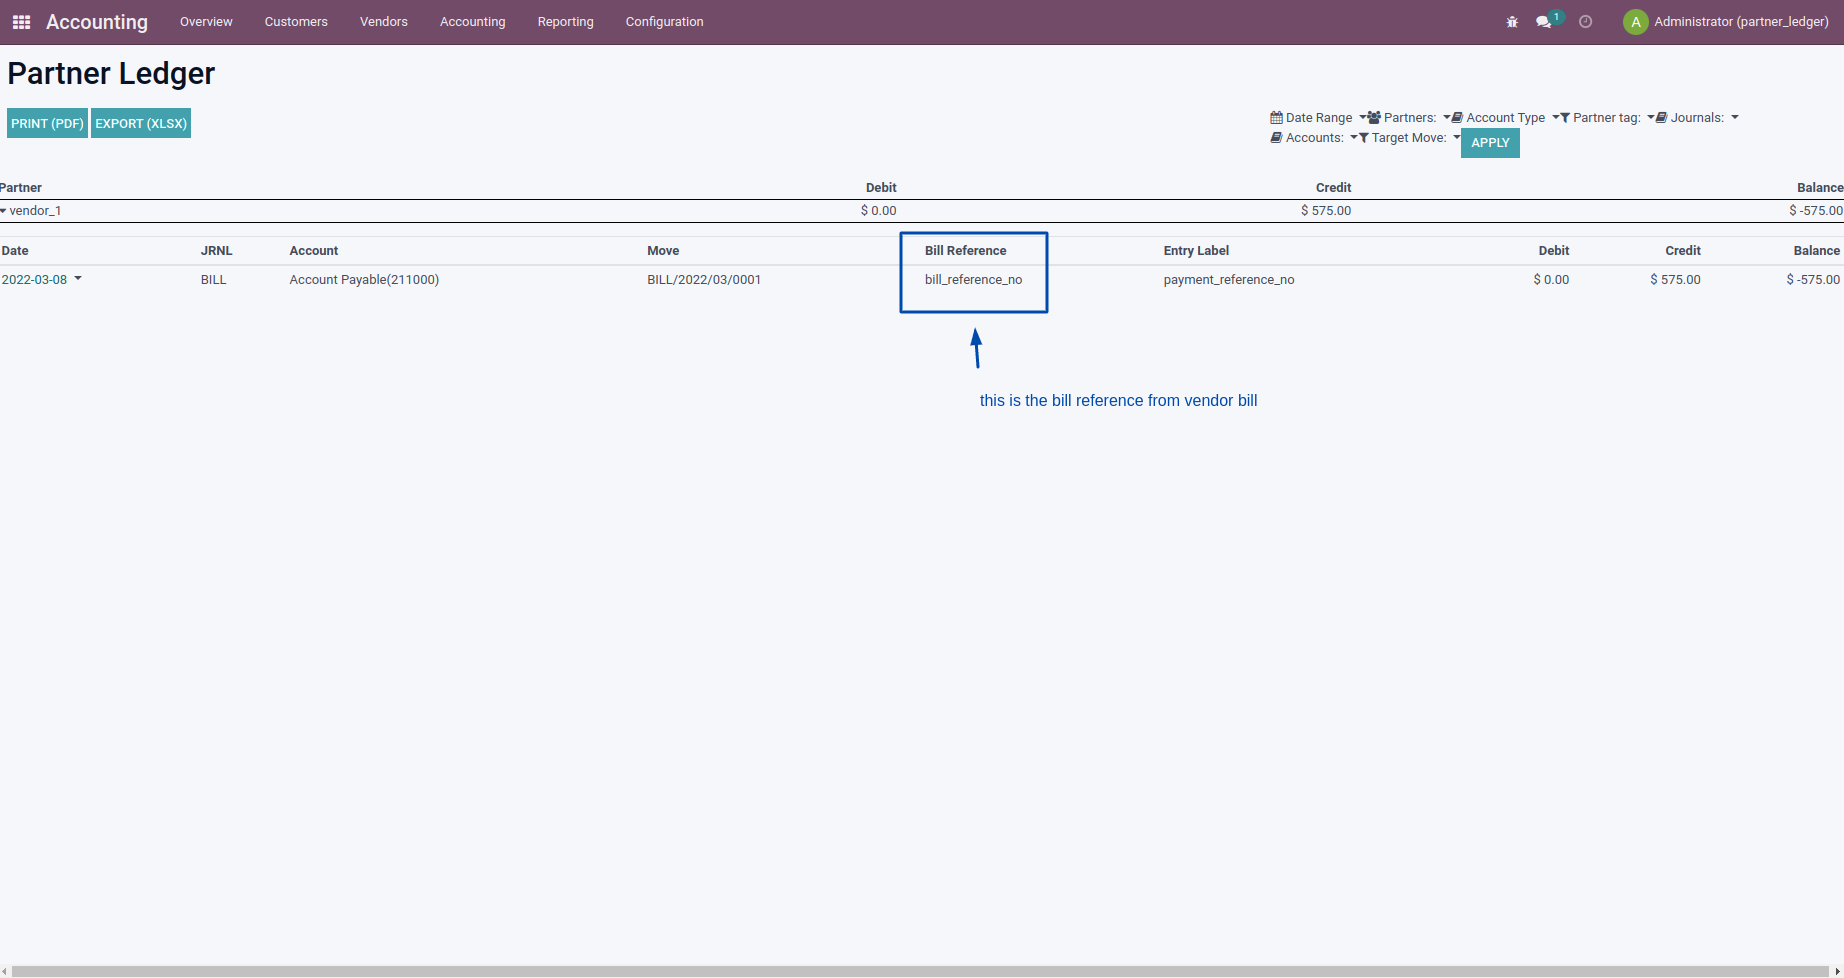 Accounting Overview Customers Vendors Accounting Reporting Configuration 1 A Administrator (partner_ledger)
Partner Ledger
PRINT (PDF) EXPORT (XLSX)
Date Range Partners: Account Type Partner tag: Journals:
Accounts: Target Move: APPLY
Partner Debit Credit Balance
vendor_1 $ 0.00 $ 575.00 $ -575.00
Date JRNL Account Move Bill Reference Entry Label Debit Credit Balance
2022-03-08 BILL Account Payable(211000) BILL/2022/03/0001 bill_reference_no payment_reference_no $ 0.00 $ 575.00 $ -575.00
this is the bill reference from vendor bill